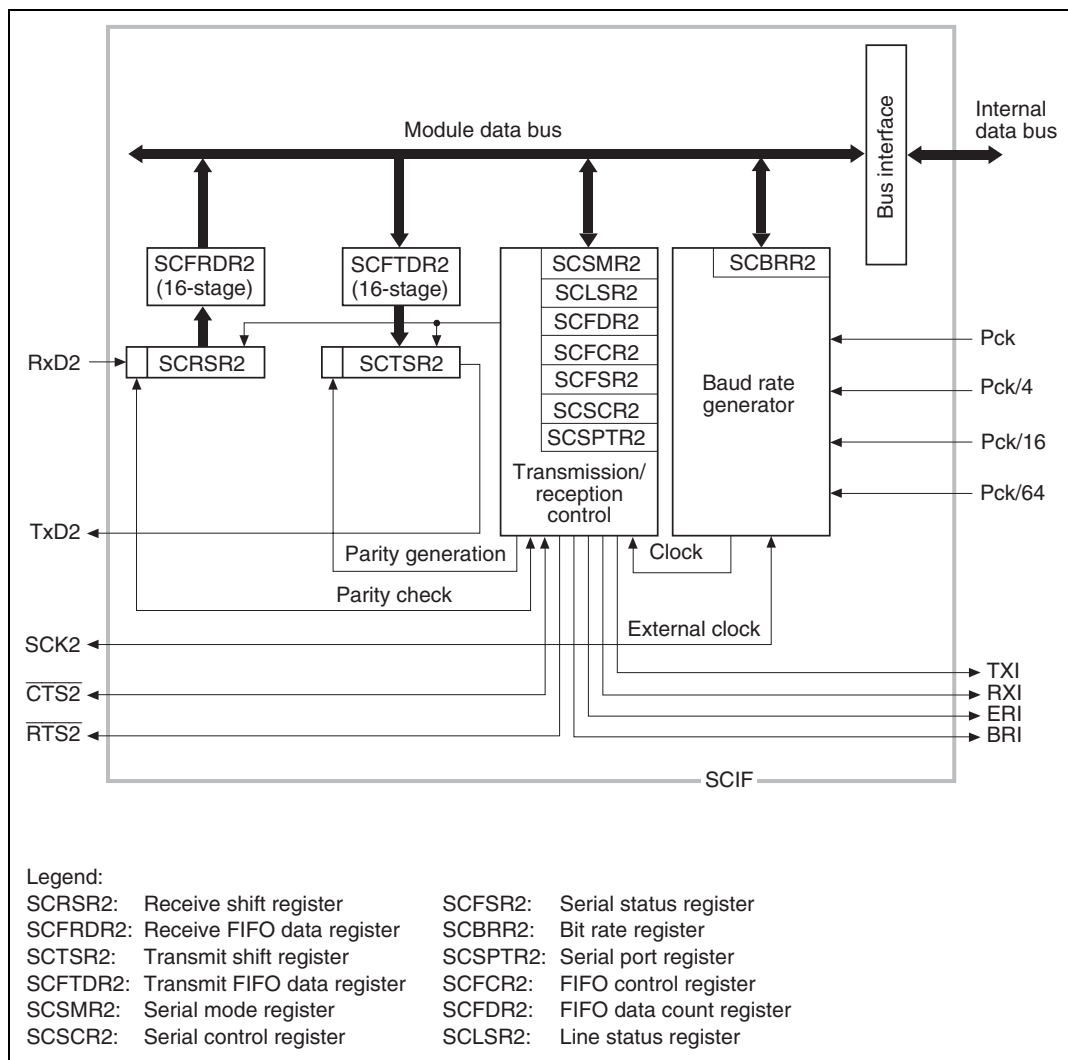 Module data bus
Bus interface
Internal
data bus
SCFRDR2
(16-stage)
SCFTDR2
(16-stage)
SCSMR2
SCLSR2
SCFDR2
SCFCR2
SCFSR2
SCSCR2
SCSPTR2
Transmission/
reception
control
SCBRR2
Baud rate
generator
RxD2
SCRSR2
SCTSR2
Pck
Pck/4
Pck/16
Pck/64
TxD2
Parity generation
Clock
Parity check
SCK2
External clock
CTS2
RTS2
TXI
RXI
ERI
BRI
SCIF
Legend:
SCRSR2: Receive shift register
SCFRDR2: Receive FIFO data register
SCTSR2: Transmit shift register
SCFTDR2: Transmit FIFO data register
SCSMR2: Serial mode register
SCSCR2: Serial control register
SCFSR2: Serial status register
SCBRR2: Bit rate register
SCSPTR2: Serial port register
SCFCR2: FIFO control register
SCFDR2: FIFO data count register
SCLSR2: Line status register